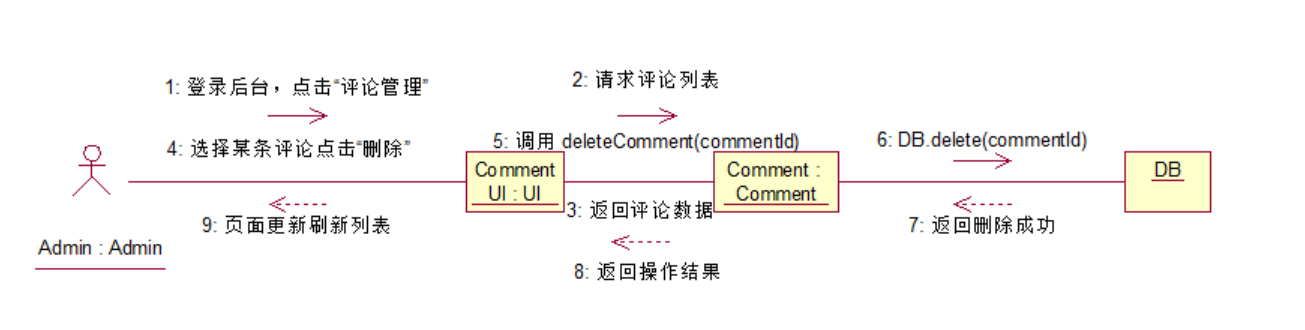 1: 登录后台，点击“评论管理”
2: 请求评论列表
4: 选择某条评论点击“删除”
5: 调用 deleteComment(commentId)
6: DB.delete(commentId)
Comment
UI : UI
Comment :
Comment
DB
9: 页面更新刷新列表
3: 返回评论数据
7: 返回删除成功
Admin : Admin
8: 返回操作结果